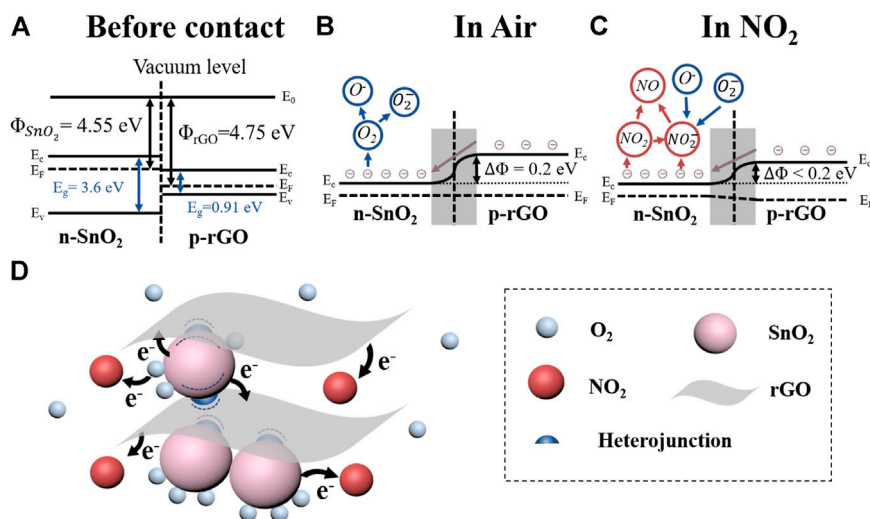 A Before contact
Vacuum level
E₀
Φ_SnO₂ = 4.55 eV
Φ_rGO=4.75 eV
E_c
E_F
E_g= 3.6 eV
E_v
E_c
E_F
E_v
E_g=0.91 eV
n-SnO₂
p-rGO
B In Air
O⁻
O₂⁻
O₂
E_c
ΔΦ = 0.2 eV
E_c
E_F
E_F
n-SnO₂
p-rGO
C In NO₂
NO
O⁻
O₂⁻
NO₂
NO₂⁻
E_c
ΔΦ < 0.2 eV
E_c
E_F
E_F
n-SnO₂
p-rGO
D
e⁻
e⁻
e⁻
e⁻
e⁻
e⁻
O₂
SnO₂
NO₂
rGO
Heterojunction